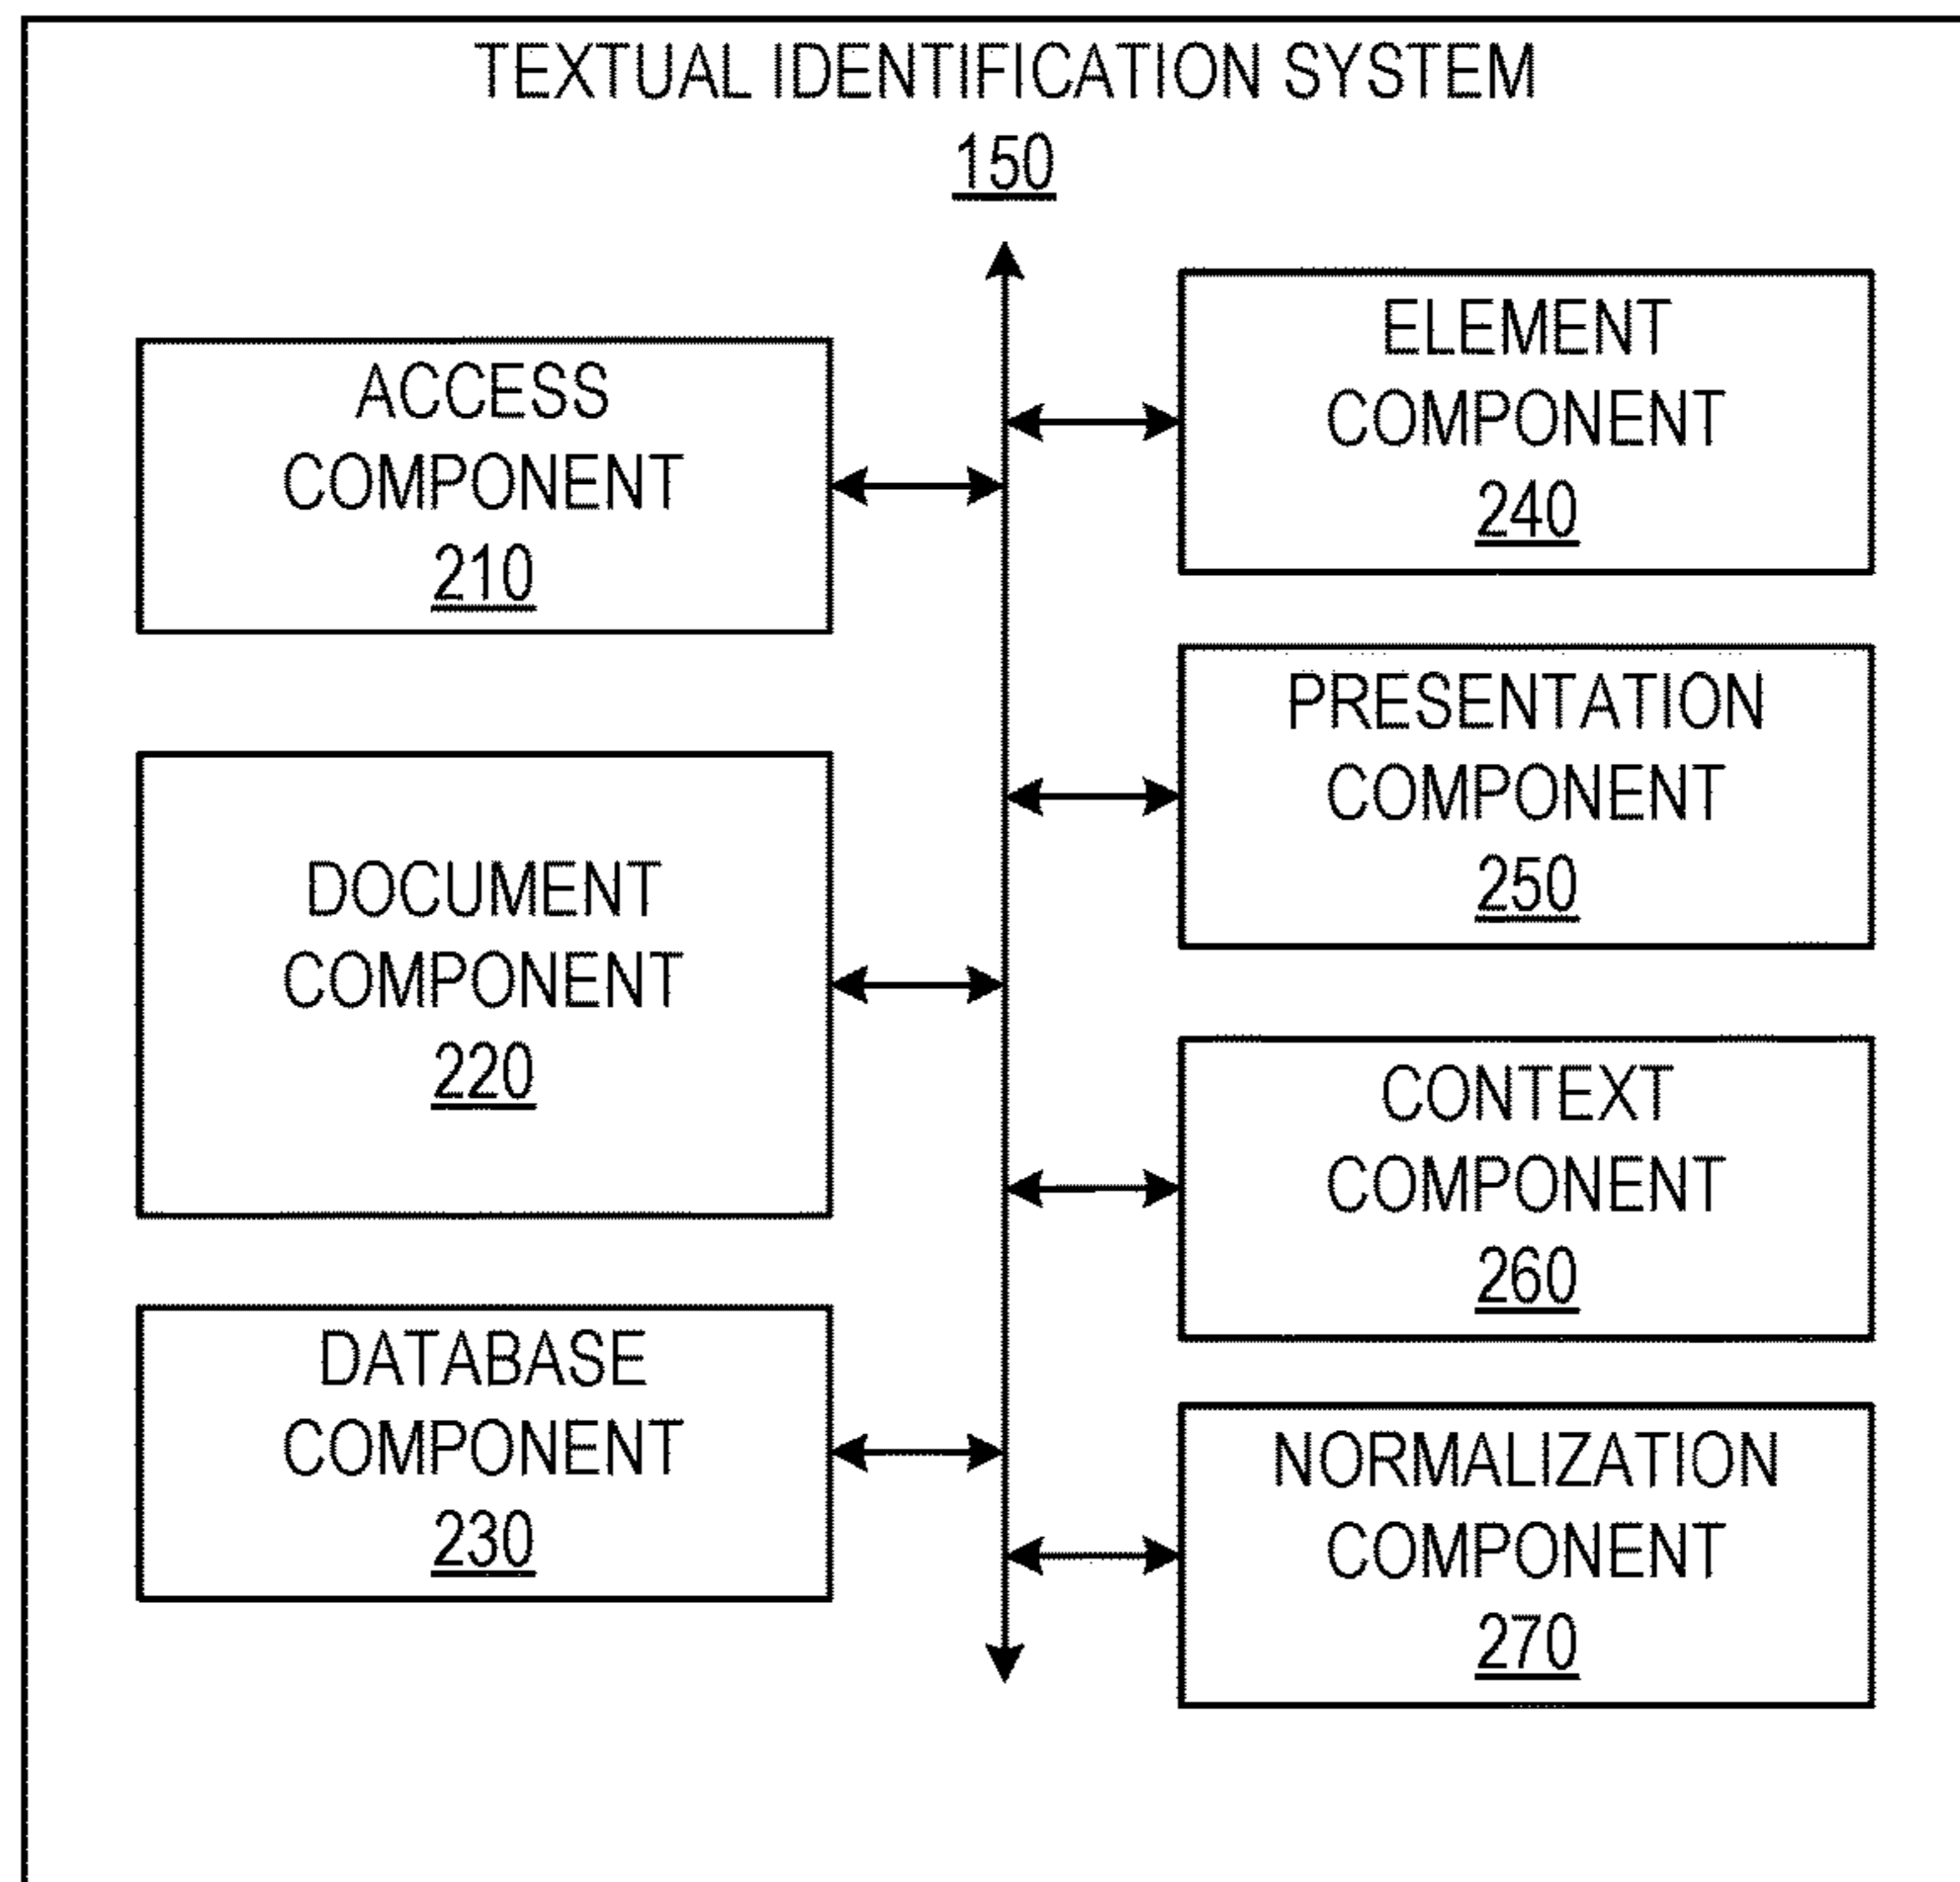 TEXTUAL IDENTIFICATION SYSTEM
150
ACCESS
COMPONENT
210
DOCUMENT
COMPONENT
220
DATABASE
COMPONENT
230
ELEMENT
COMPONENT
240
PRESENTATION
COMPONENT
250
CONTEXT
COMPONENT
260
NORMALIZATION
COMPONENT
270